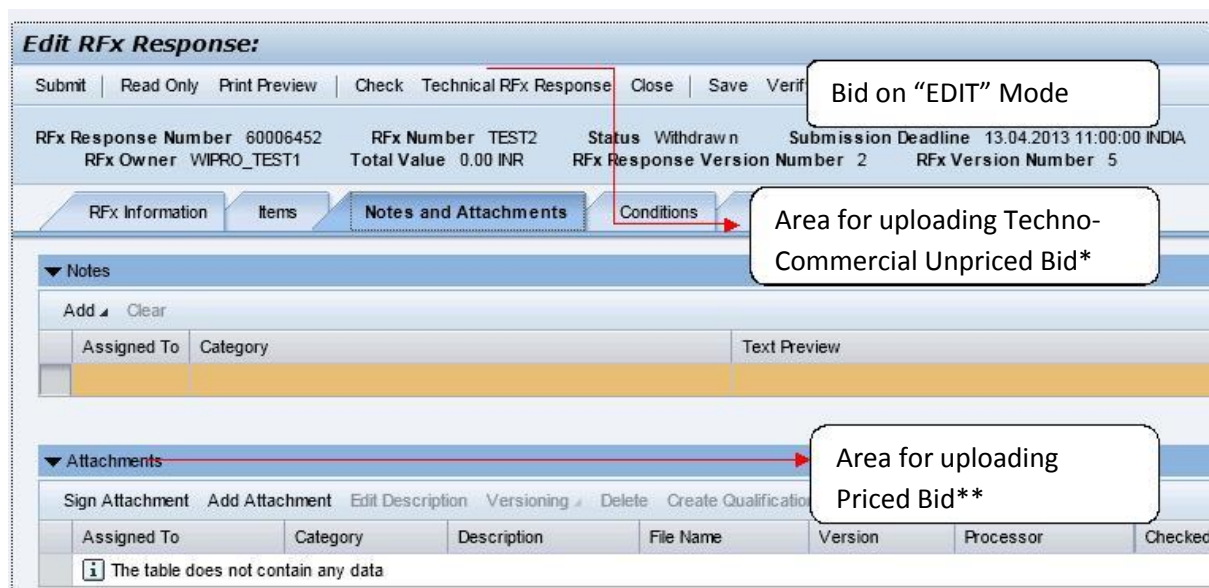 Edit RFx Response:
Submit | Read Only Print Preview | Check Technical RFx Response Close | Save Verify
Bid on “EDIT” Mode
RFx Response Number 60006452 RFx Number TEST2 Status Withdrawn Submission Deadline 13.04.2013 11:00:00 INDIA
RFx Owner WIPRO_TEST1 Total Value 0.00 INR RFx Response Version Number 2 RFx Version Number 5
RFx Information Items Notes and Attachments Conditions
Area for uploading Techno-
Commercial Unpriced Bid*
Notes
Add Clear
Assigned To Category Text Preview
Attachments
Area for uploading
Priced Bid**
Sign Attachment Add Attachment Edit Description Versioning Delete Create Qualification
Assigned To Category Description File Name Version Processor Checked
The table does not contain any data